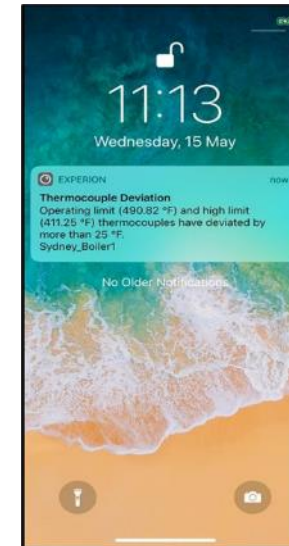 11:13
Wednesday, 15 May
EXPERION
now
Thermocouple Deviation
Operating limit (490.82 °F) and high limit
(411.25 °F) thermocouples have deviated by
more than 25 °F.
Sydney_Boiler1
No Older Notifications